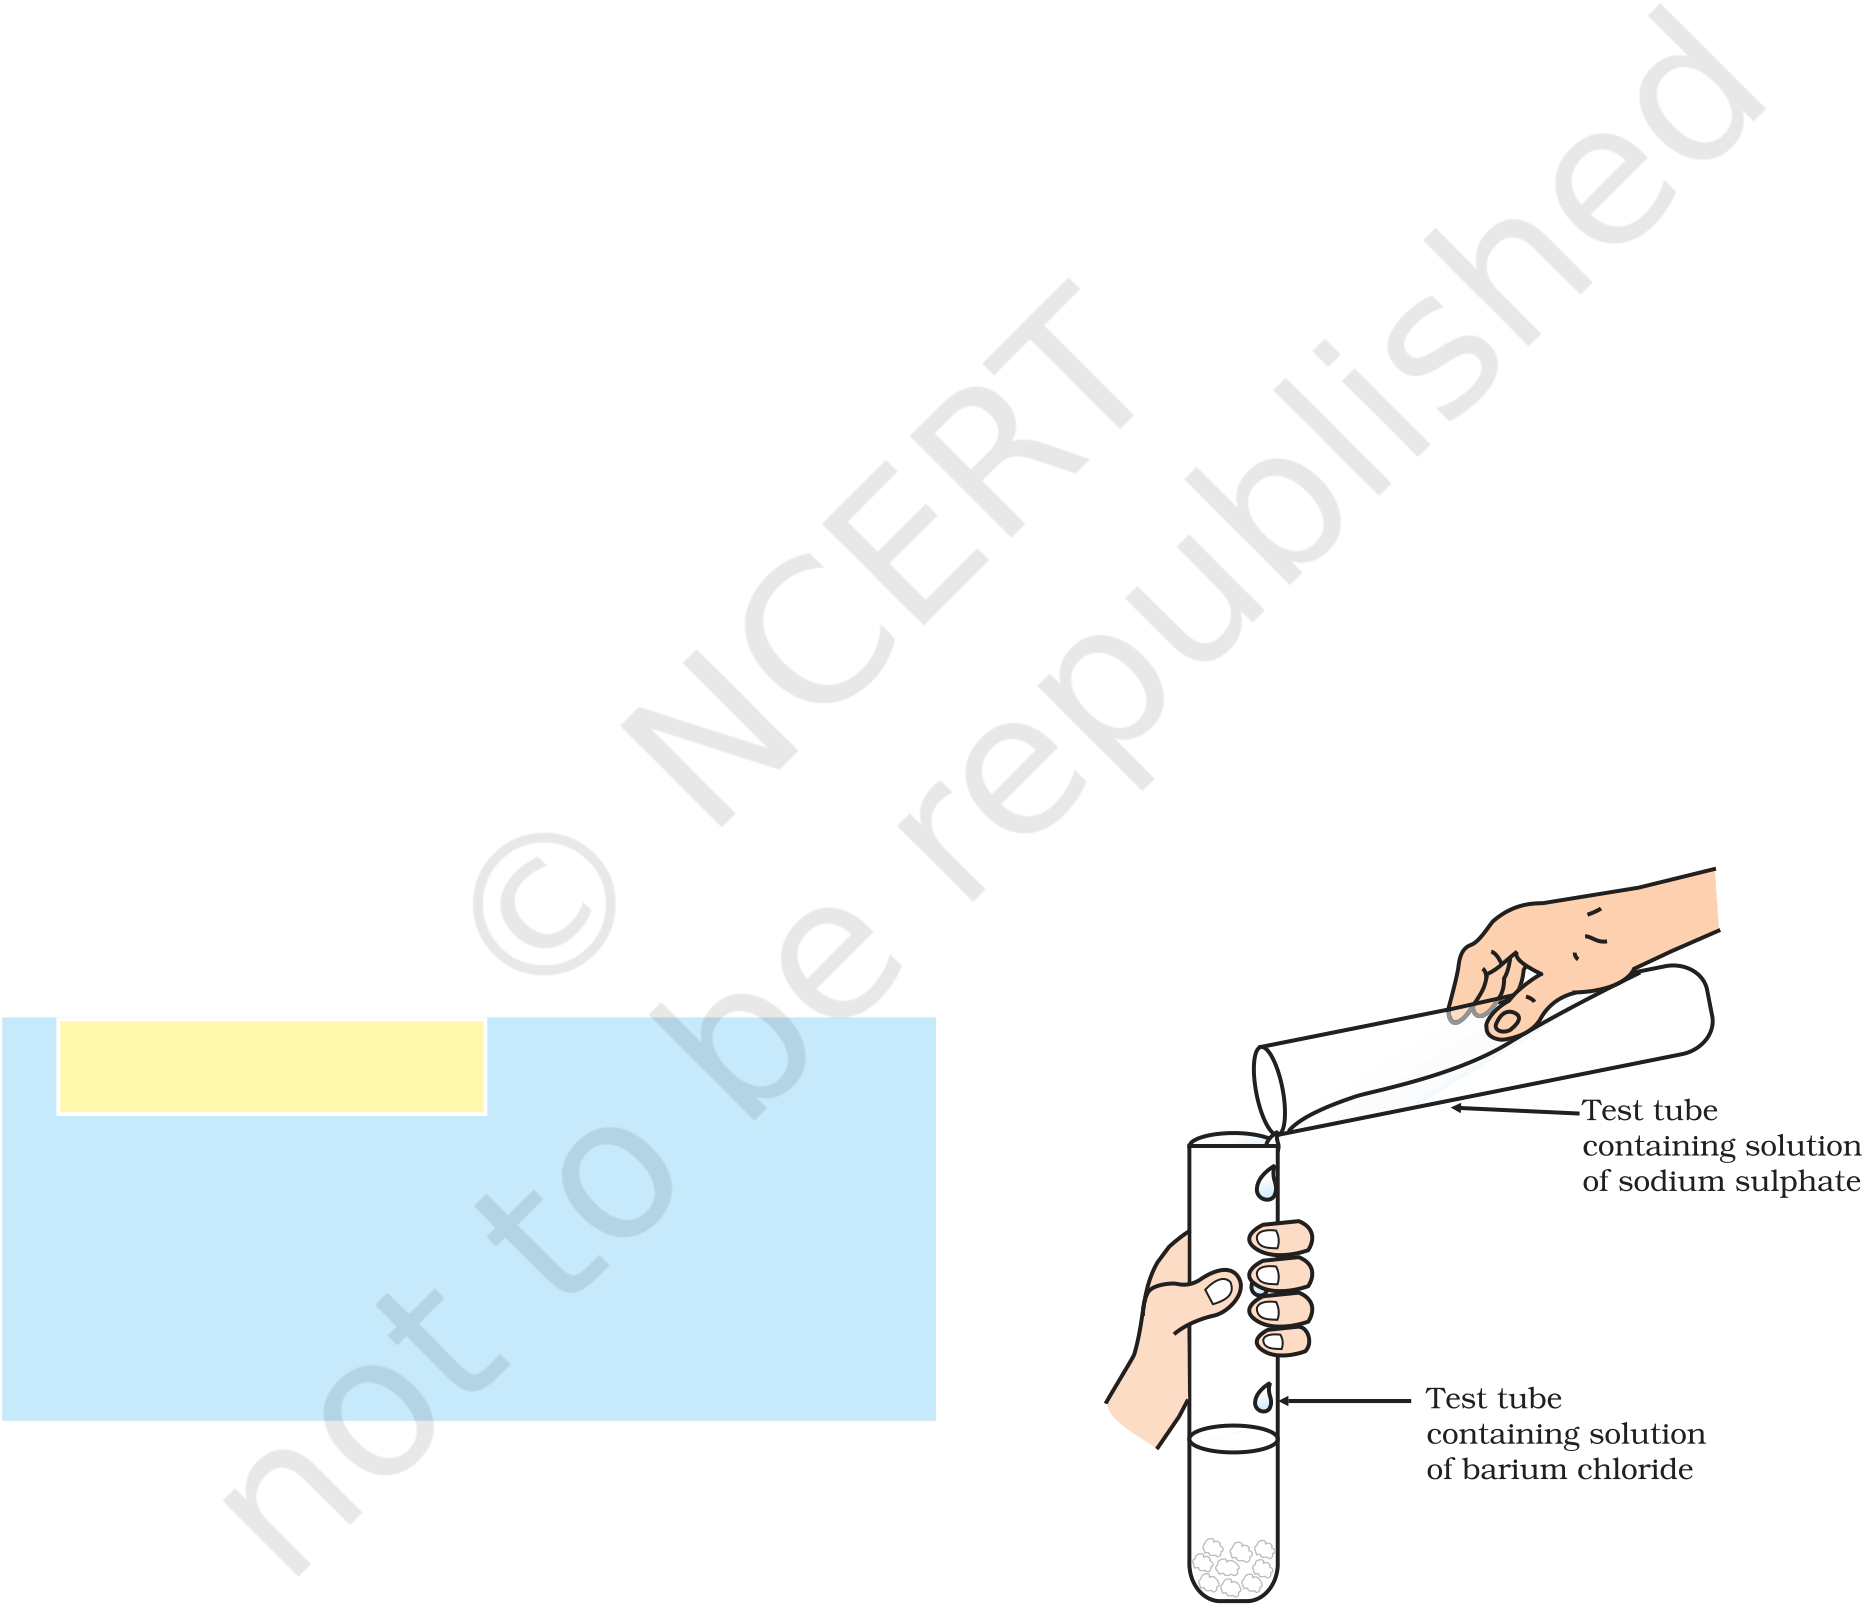 © NCERT
not to be republished
Test tube
containing solution
of sodium sulphate
Test tube
containing solution
of barium chloride